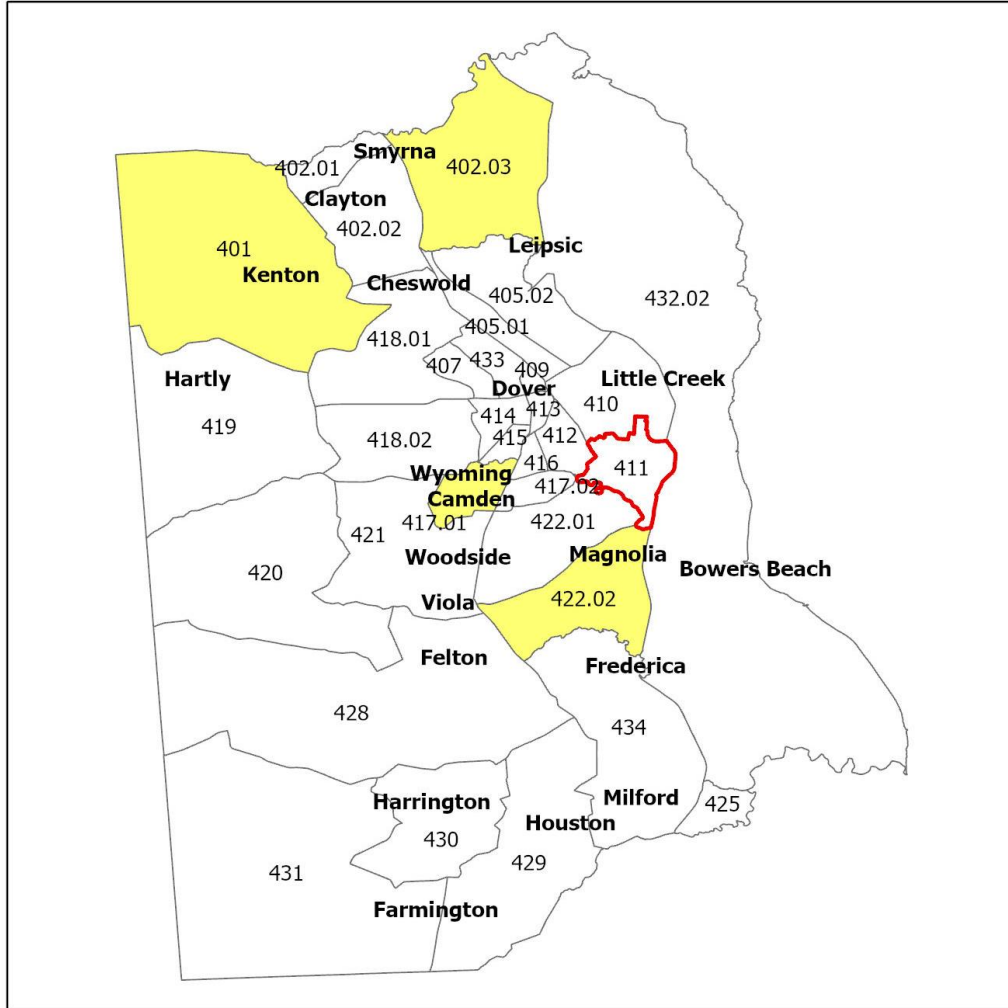 Smyrna
402.01
402.03
Clayton
402.02
401
Kenton
Leipsic
Cheswold
405.02
432.02
405.01
418.01
407
433
409
Hartly
Dover
Little Creek
410
419
414
413
418.02
415
412
416
411
Wyoming
417.02
Camden
417.01
422.01
421
Woodside
Magnolia
Bowers Beach
420
422.02
Viola
Felton
Frederica
428
434
Harrington
Milford
425
Houston
430
429
431
Farmington